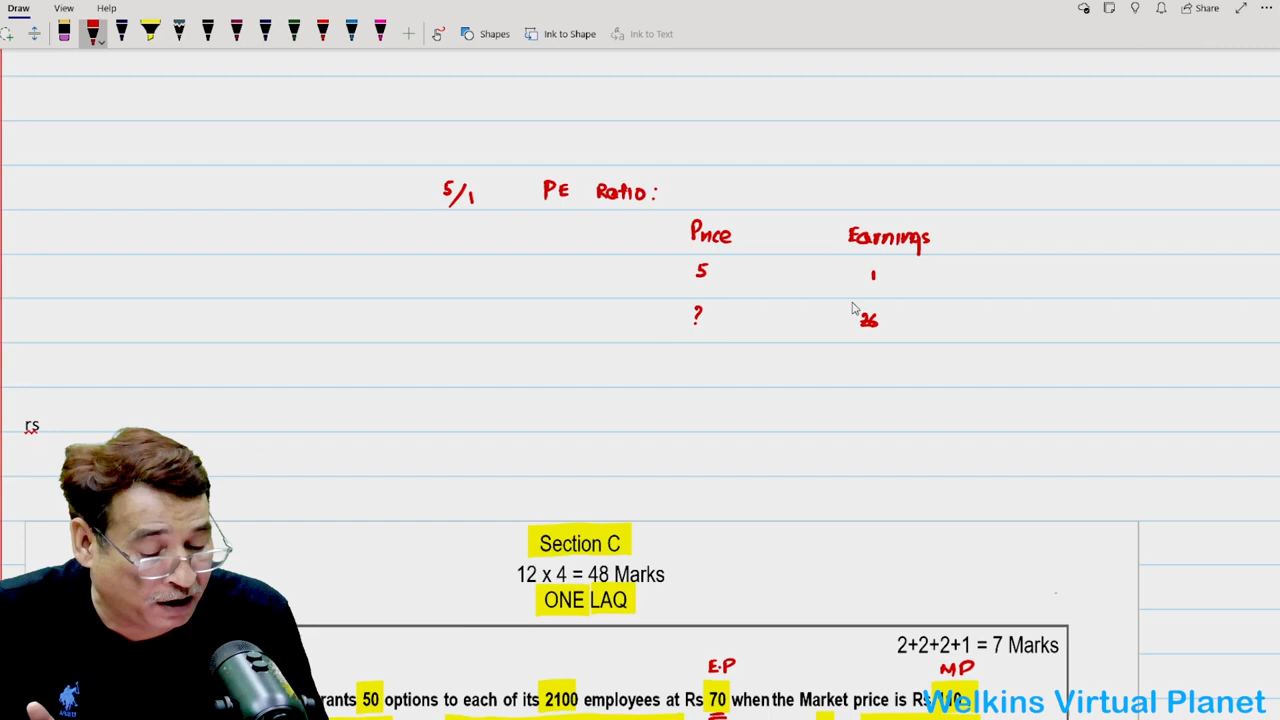 Draw View Help
Share
Shapes Ink to Shape Ink to Text
5/1 PE Ratio:
Price Earnings
5 1
? 26
rs
Section C
12 x 4 = 48 Marks
ONE LAQ
2+2+2+1 = 7 Marks
E.P MP
rants 50 options to each of its 2100 employees at Rs 70 when the Market price is
Welkins Virtual Planet